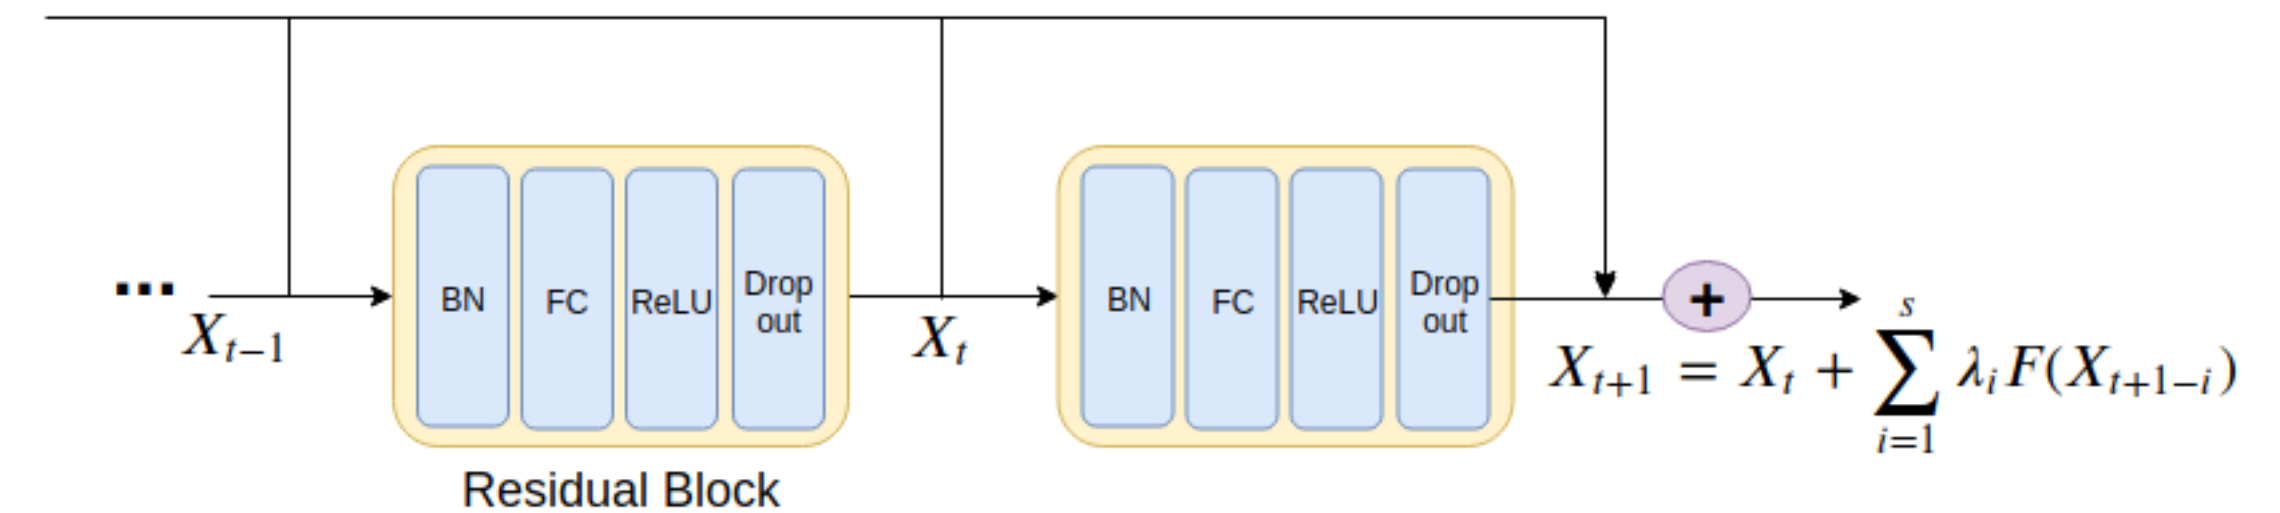 ...
X_{t-1}
BN
FC
ReLU
Drop
out
Residual Block
X_t
BN
FC
ReLU
Drop
out
+
X_{t+1} = X_t + \sum_{i=1}^{s} λ_i F(X_{t+1-i})